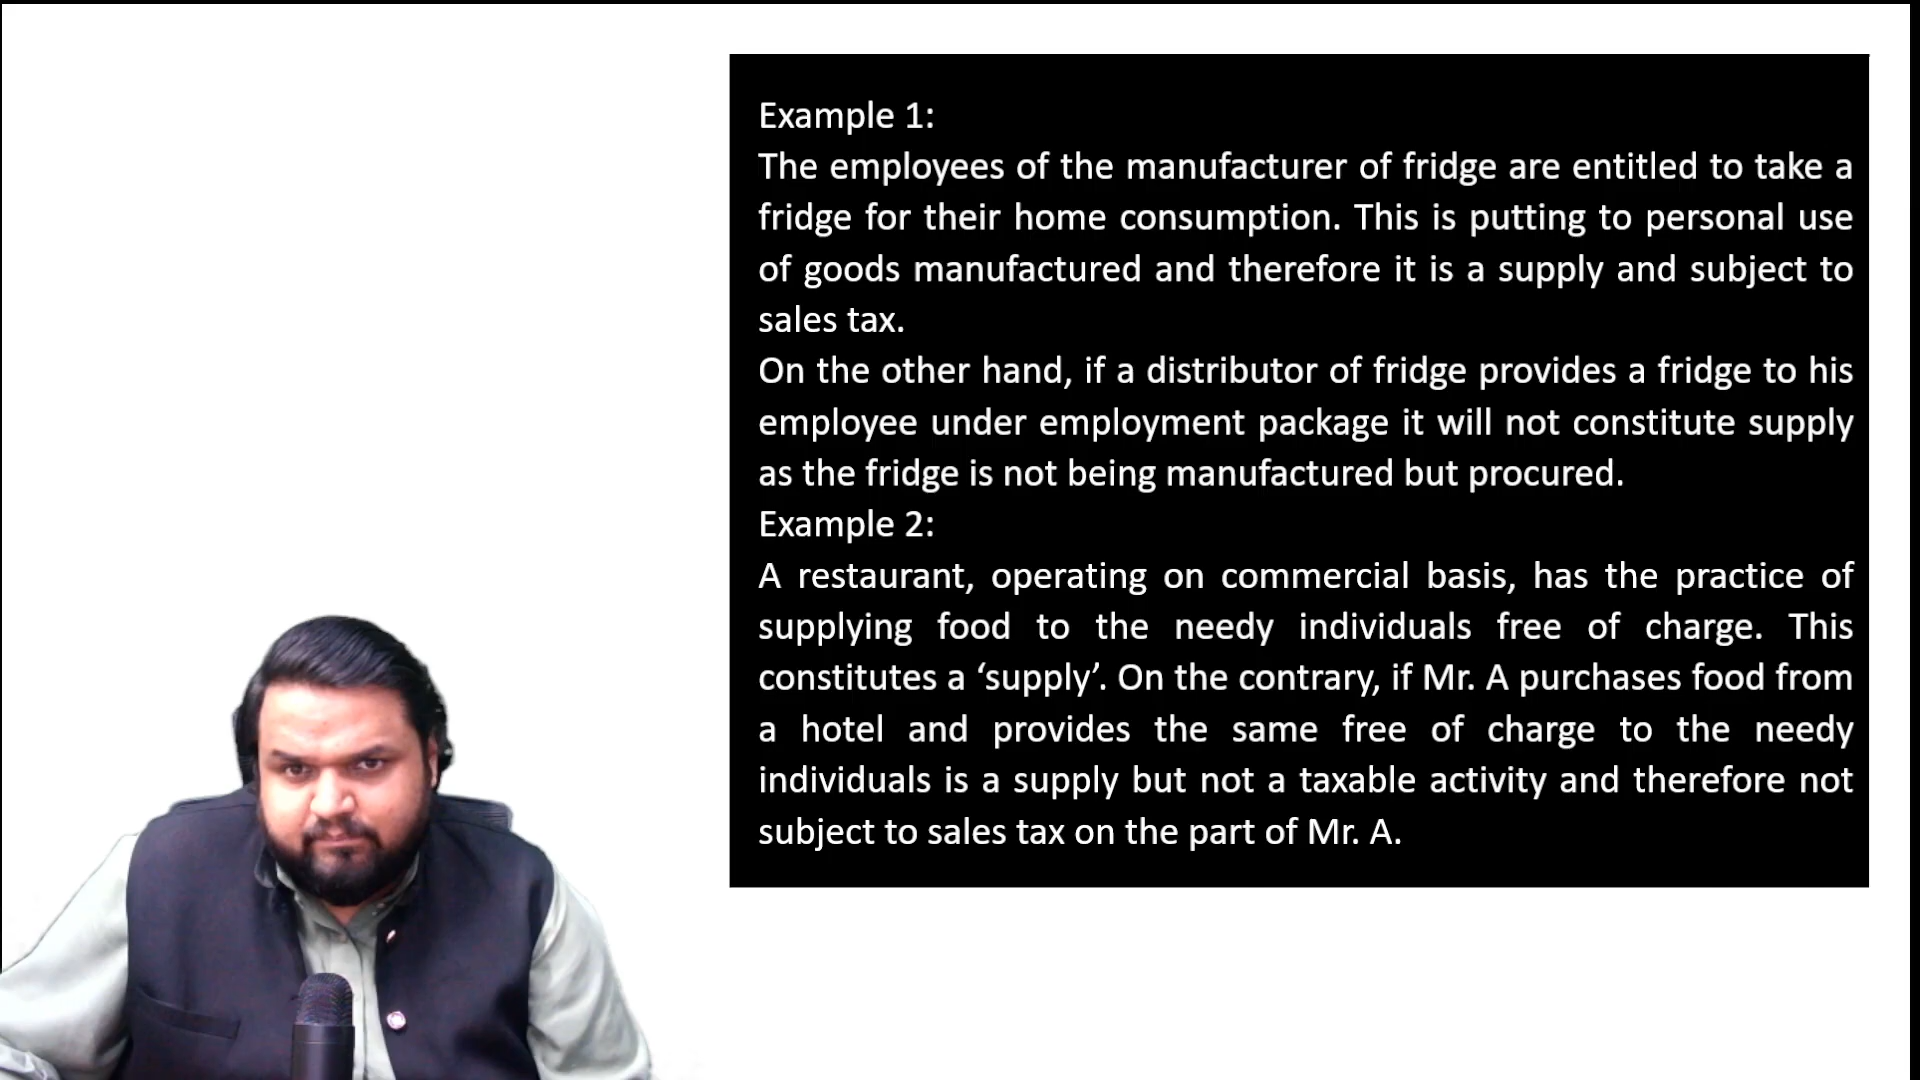 Example 1:
The employees of the manufacturer of fridge are entitled to take a
fridge for their home consumption. This is putting to personal use
of goods manufactured and therefore it is a supply and subject to
sales tax.
On the other hand, if a distributor of fridge provides a fridge to his
employee under employment package it will not constitute supply
as the fridge is not being manufactured but procured.
Example 2:
A restaurant, operating on commercial basis, has the practice of
supplying food to the needy individuals free of charge. This
constitutes a ‘supply’. On the contrary, if Mr. A purchases food from
a hotel and provides the same free of charge to the needy
individuals is a supply but not a taxable activity and therefore not
subject to sales tax on the part of Mr. A.